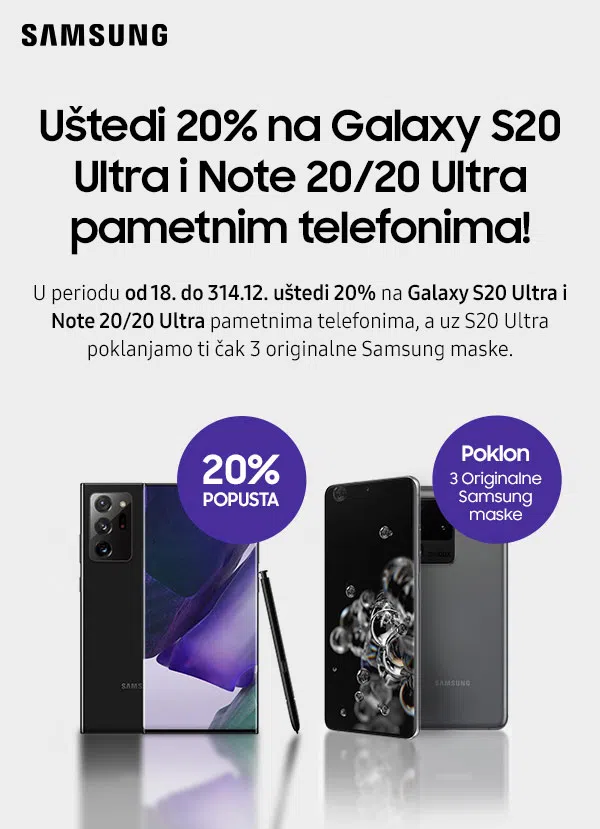 SAMSUNG
Uštedi 20% na Galaxy S20
Ultra i Note 20/20 Ultra
pametnim telefonima!
U periodu od 18. do 314.12. uštedi 20% na Galaxy S20 Ultra i
Note 20/20 Ultra pametnima telefonima, a uz S20 Ultra
poklanjamo ti čak 3 originalne Samsung maske.
20%
POPUSTA
Poklon
3 Originalne
Samsung
maske
SAMS
SAMSUNG